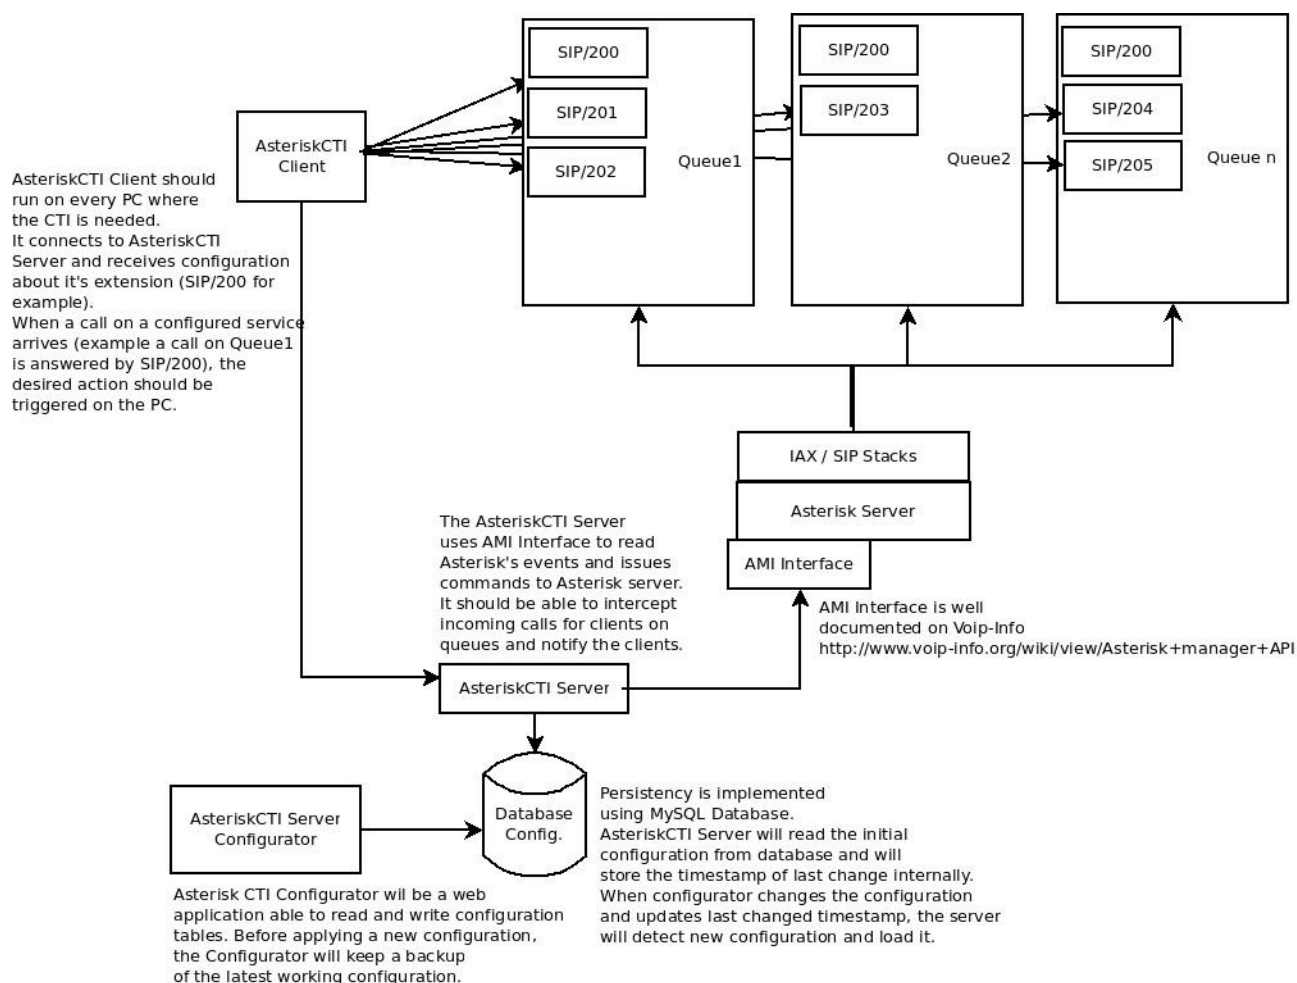 SIP/200
SIP/201
SIP/202
Queue1
SIP/200
SIP/203
Queue2
SIP/200
SIP/204
SIP/205
Queue n
AsteriskCTI
Client
AsteriskCTI Client should
run on every PC where
the CTI is needed.
It connects to AsteriskCTI
Server and receives configuration
about it's extension (SIP/200 for
example).
When a call on a configured service
arrives (example a call on Queue1
is answered by SIP/200), the
desired action should be
triggered on the PC.
IAX / SIP Stacks
Asterisk Server
AMI Interface
The AsteriskCTI Server
uses AMI Interface to read
Asterisk's events and issues
commands to Asterisk server.
It should be able to intercept
incoming calls for clients on
queues and notify the clients.
AMI Interface is well
documented on Voip-Info
http://www.voip-info.org/wiki/view/Asterisk+manager+API
AsteriskCTI Server
AsteriskCTI Server
Configurator
Database
Config.
Persistency is implemented
using MySQL Database.
AsteriskCTI Server will read the initial
configuration from database and will
store the timestamp of last change internally.
When configurator changes the configuration
and updates last changed timestamp, the server
will detect new configuration and load it.
Asterisk CTI Configurator wil be a web
application able to read and write configuration
tables. Before applying a new configuration,
the Configurator will keep a backup
of the latest working configuration.